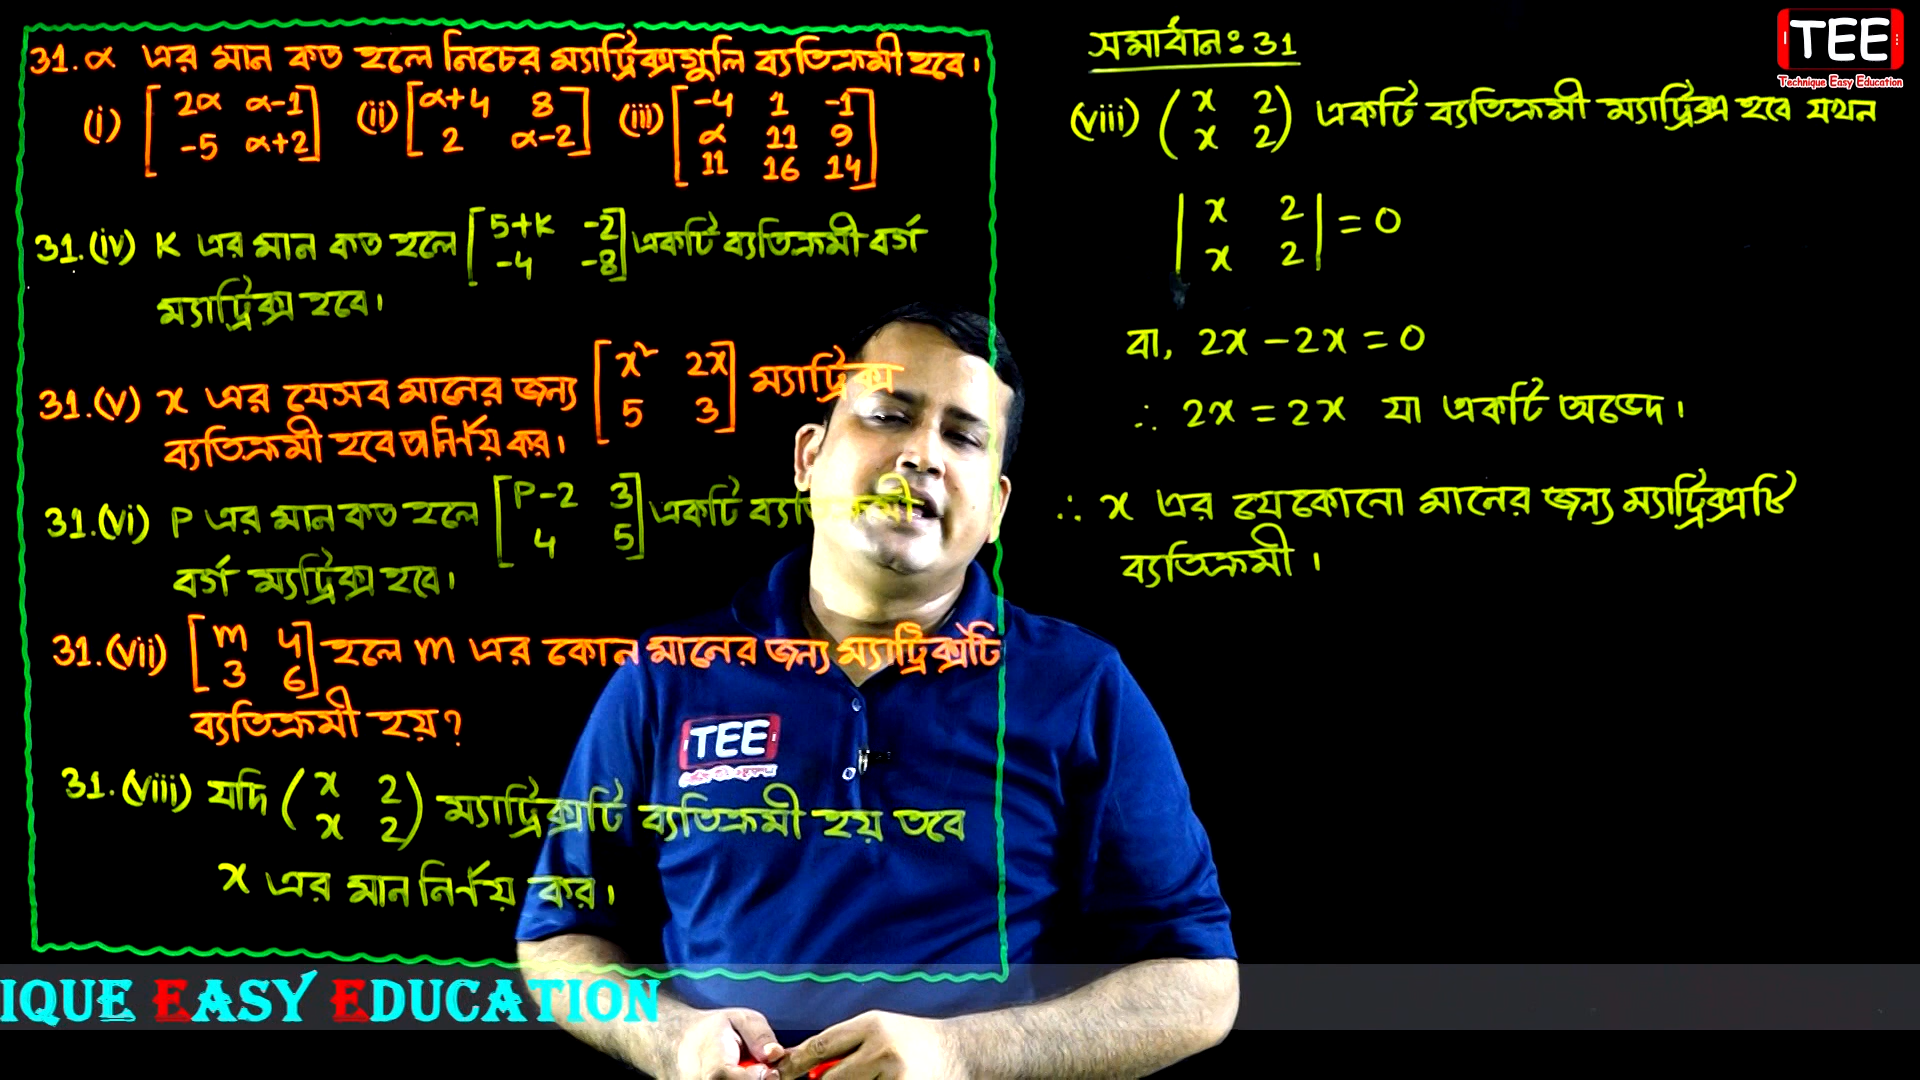 31. α এর মান কত হলে নিচের ম্যাট্রিক্সগুলি ব্যতিক্রমী হবে।
(i) [2α α-1
-5 α+2] (ii) [α+4 8
2 α-2] (iii) [-4 1 -1
α 11 9
11 16 14]
31.(iv) K এর মান কত হলে [5+K -2
-4 -8] একটি ব্যতিক্রমী বর্গ
ম্যাট্রিক্স হবে।
31.(v) x এর যেসব মানের জন্য [x² 2x
5 3] ম্যাট্রিক্স
ব্যতিক্রমী হবে তা নির্ণয় কর।
31.(vi) P এর মান কত হলে [P-2 3
4 5] একটি ব্যতিক্রমী
বর্গ ম্যট্রিক্স হবে।
31.(vii) [m 4
3 6] হলে m এর কোন মানের জন্য ম্যাট্রিক্সটি
ব্যতিক্রমী হয়?
31.(viii) যদি (x 2
x 2) ম্যাট্রিক্সটি ব্যতিক্রমী হয় তবে
x এর মান নির্ণয় কর।
সমাধান: 31
(viii) (x 2
x 2) একটি ব্যতিক্রমী ম্যাট্রিক্স হবে যখন
|x 2
x 2| = 0
বা, 2x - 2x = 0
∴ 2x = 2x যা একটি অভেদ।
∴ x এর যেকোনো মানের জন্য ম্যাট্রিক্সটি
ব্যতিক্রমী।
TEE
Technique Easy Education
TEE
IQUE EASY EDUCATION